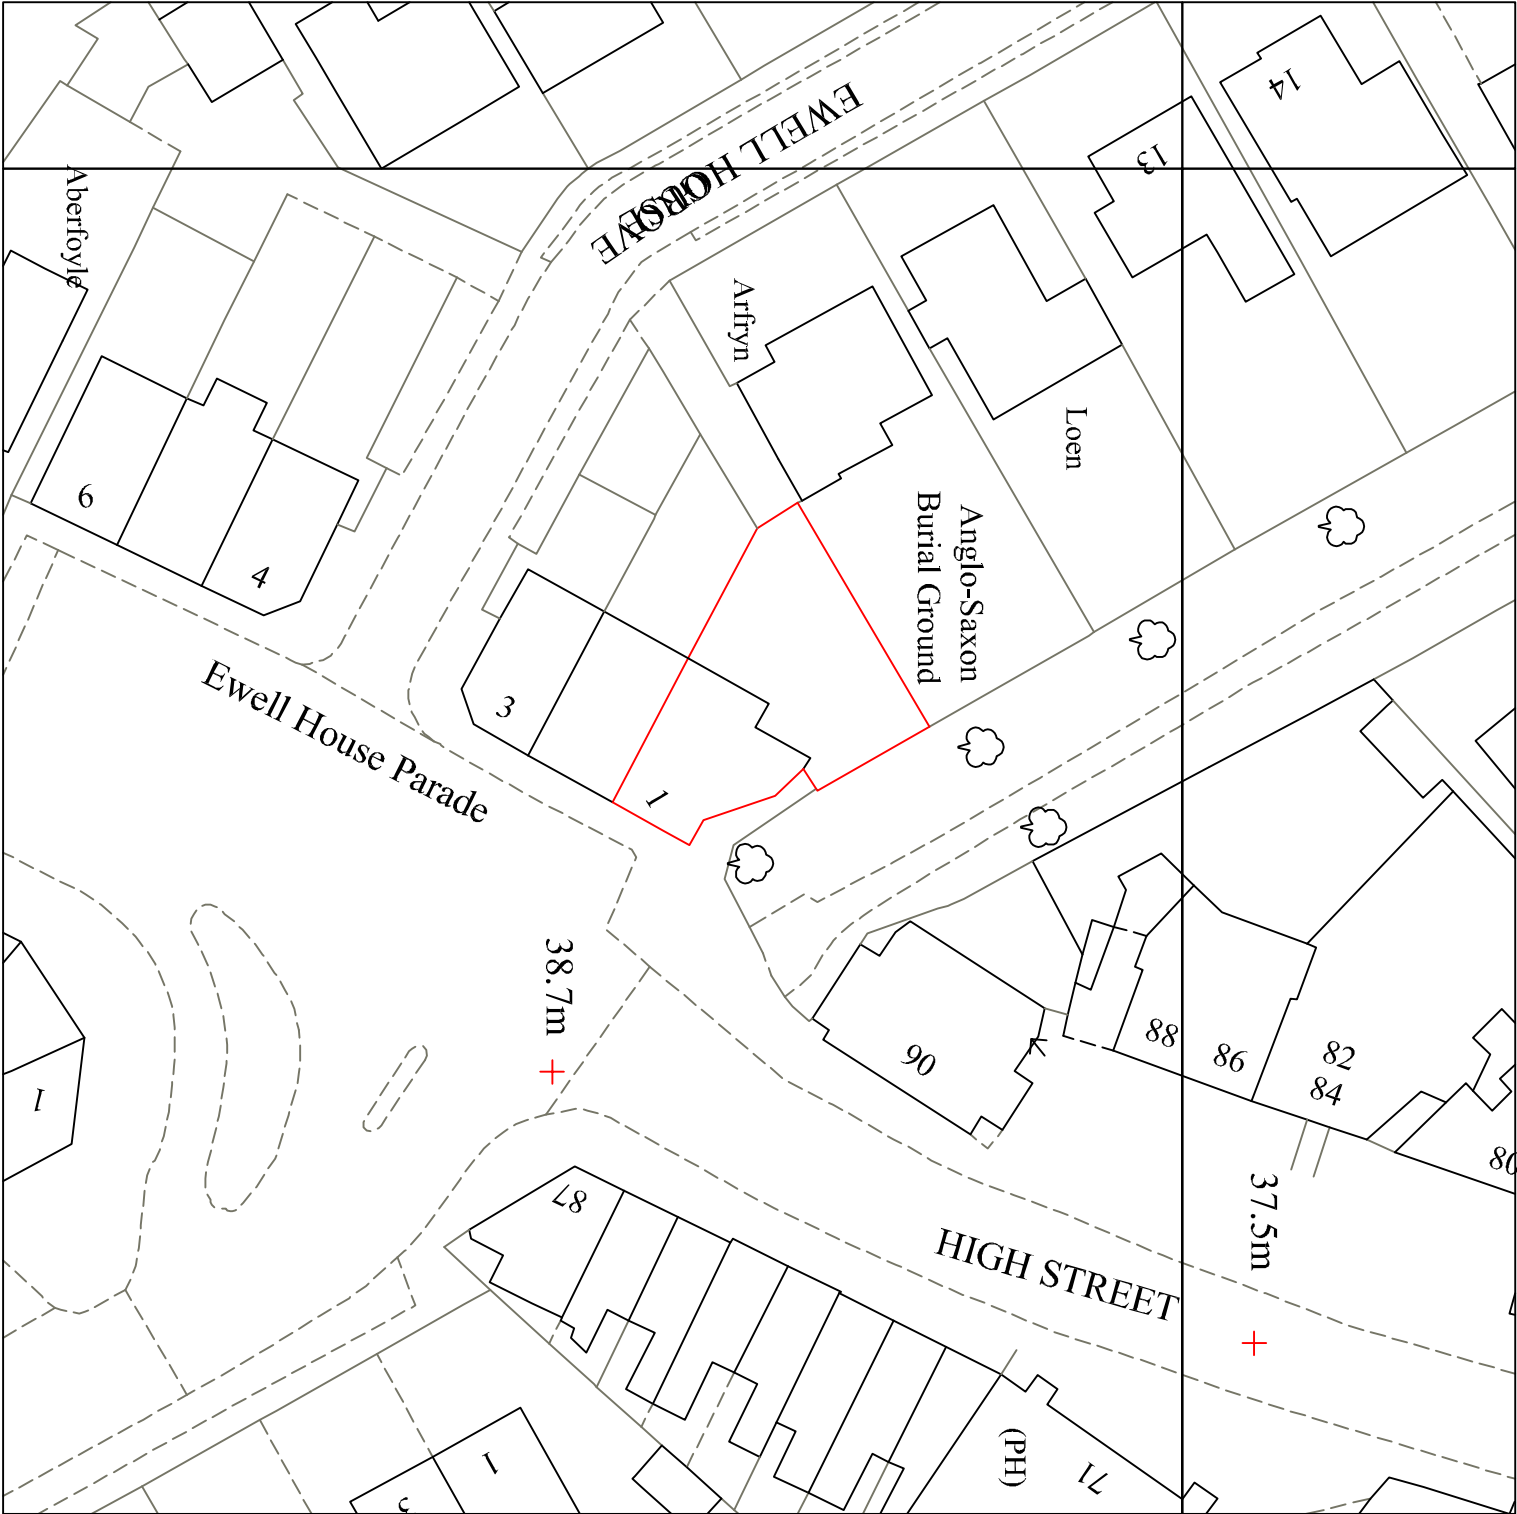 14
13
EWELL HOUSE
GROVE
Aberfoyle
Arfryn
Loen
Anglo-Saxon
Burial Ground
6
4
3
1
Ewell House Parade
38.7m
90
88
86
82
84
80
1
87
37.5m
HIGH STREET
(PH)
71
1